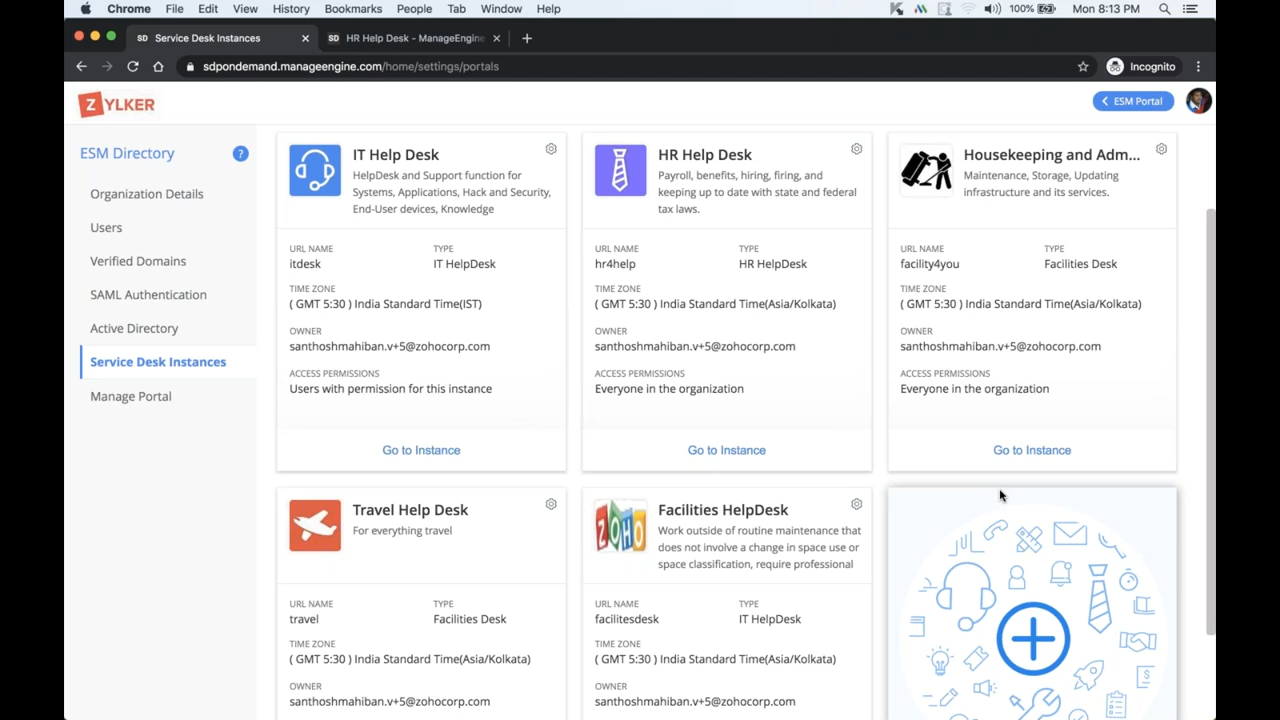 Chrome File Edit View History Bookmarks People Tab Window Help 100% Mon 8:13 PM
SD Service Desk Instances SD HR Help Desk - ManageEngine
sdpondemand.manageengine.com/home/settings/portals Incognito
ZYLKER ESM Portal
ESM Directory ?
Organization Details
Users
Verified Domains
SAML Authentication
Active Directory
Service Desk Instances
Manage Portal
IT Help Desk
HelpDesk and Support function for
Systems, Applications, Hack and Security,
End-User devices, Knowledge
URL NAME TYPE
itdesk IT HelpDesk
TIME ZONE
( GMT 5:30 ) India Standard Time(IST)
OWNER
santhoshmahiban.v+5@zohocorp.com
ACCESS PERMISSIONS
Users with permission for this instance
Go to Instance
HR Help Desk
Payroll, benefits, hiring, firing, and
keeping up to date with state and federal
tax laws.
URL NAME TYPE
hr4help HR HelpDesk
TIME ZONE
( GMT 5:30 ) India Standard Time(Asia/Kolkata)
OWNER
santhoshmahiban.v+5@zohocorp.com
ACCESS PERMISSIONS
Everyone in the organization
Go to Instance
Housekeeping and Adm...
Maintenance, Storage, Updating
infrastructure and its services.
URL NAME TYPE
facility4you Facilities Desk
TIME ZONE
( GMT 5:30 ) India Standard Time(Asia/Kolkata)
OWNER
santhoshmahiban.v+5@zohocorp.com
ACCESS PERMISSIONS
Everyone in the organization
Go to Instance
Travel Help Desk
For everything travel
URL NAME TYPE
travel Facilities Desk
TIME ZONE
( GMT 5:30 ) India Standard Time(Asia/Kolkata)
OWNER
santhoshmahiban.v+5@zohocorp.com
ZOHO
Facilities HelpDesk
Work outside of routine maintenance that
does not involve a change in space use or
space classification, require professional
URL NAME TYPE
facilitesdesk IT HelpDesk
TIME ZONE
( GMT 5:30 ) India Standard Time(Asia/Kolkata)
OWNER
santhoshmahiban.v+5@zohocorp.com